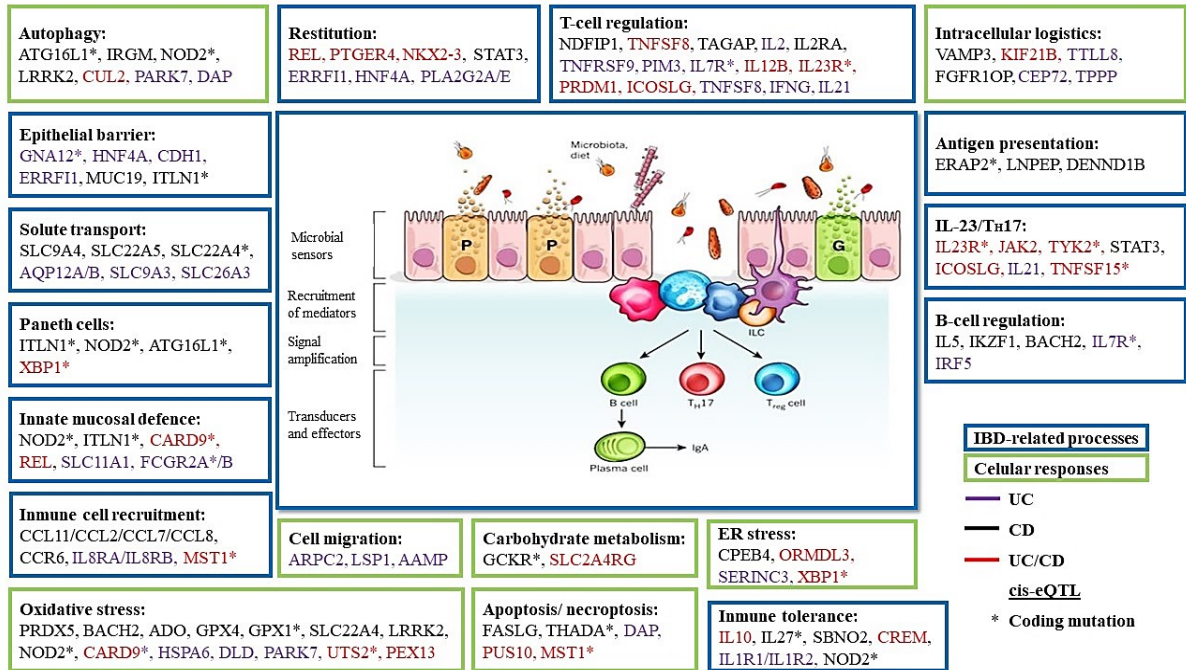 Autophagy:
ATG16L1*, IRGM, NOD2*,
LRRK2, CUL2, PARK7, DAP
Restitution:
REL, PTGER4, NKX2-3, STAT3,
ERRFI1, HNF4A, PLA2G2A/E
T-cell regulation:
NDFIP1, TNFSF8, TAGAP, IL2, IL2RA,
TNFRSF9, PIM3, IL7R*, IL12B, IL23R*,
PRDM1, ICOSLG, TNFSF8, IFNG, IL21
Intracellular logistics:
VAMP3, KIF21B, TTLL8,
FGFR1OP, CEP72, TPPP
Epithelial barrier:
GNA12*, HNF4A, CDH1,
ERRFI1, MUC19, ITLN1*
Solute transport:
SLC9A4, SLC22A5, SLC22A4*,
AQP12A/B, SLC9A3, SLC26A3
Paneth cells:
ITLN1*, NOD2*, ATG16L1*,
XBP1*
Innate mucosal defence:
NOD2*, ITLN1*, CARD9*,
REL, SLC11A1, FCGR2A*/B
Inmune cell recruitment:
CCL11/CCL2/CCL7/CCL8,
CCR6, IL8RA/IL8RB, MST1*
Microbiota,
diet
P
P
G
Microbial
sensors
Recruitment
of mediators
ILC
Signal
amplification
B cell
TH17
Treg cell
Transducers
and effectors
Plasma cell
IgA
Antigen presentation:
ERAP2*, LNPEP, DENND1B
IL-23/TH17:
IL23R*, JAK2, TYK2*, STAT3,
ICOSLG, IL21, TNFSF15*
B-cell regulation:
IL5, IKZF1, BACH2, IL7R*,
IRF5
IBD-related processes
Celular responses
UC
CD
UC/CD
cis-eQTL
* Coding mutation
Cell migration:
ARPC2, LSP1, AAMP
Carbohydrate metabolism:
GCKR*, SLC2A4RG
ER stress:
CPEB4, ORMDL3,
SERINC3, XBP1*
Oxidative stress:
PRDX5, BACH2, ADO, GPX4, GPX1*, SLC22A4, LRRK2,
NOD2*, CARD9*, HSPA6, DLD, PARK7, UTS2*, PEX13
Apoptosis/ necroptosis:
FASLG, THADA*, DAP,
PUS10, MST1*
Inmune tolerance:
IL10, IL27*, SBNO2, CREM,
IL1R1/IL1R2, NOD2*